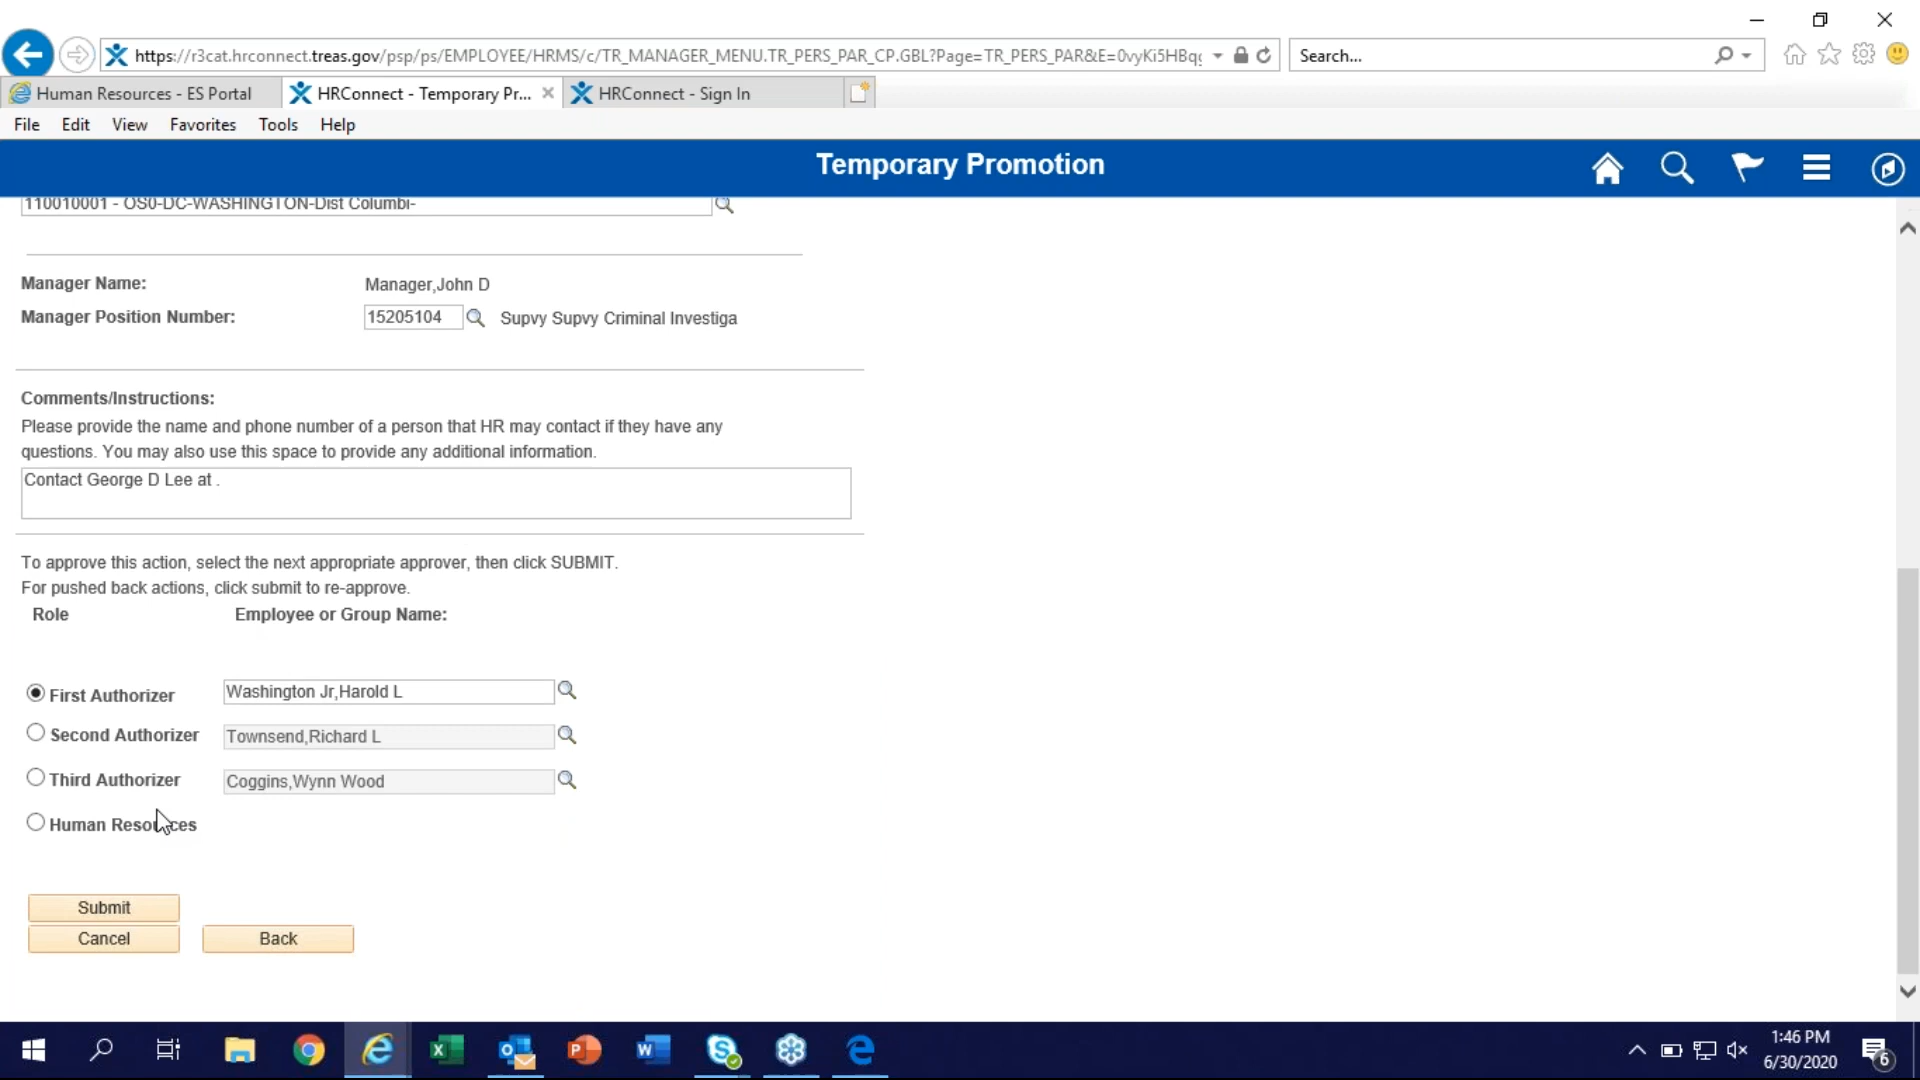 https://r3cat.hrconnect.treas.gov/psp/ps/EMPLOYEE/HRMS/c/TR_MANAGER_MENU.TR_PERS_PAR_CP.GBL?Page=TR_PERS_PAR&E=0vyKi5HBqg
Search...
Human Resources - ES Portal
HRConnect - Temporary Pr...
HRConnect - Sign In
File Edit View Favorites Tools Help
Temporary Promotion
110010001 - OS0-DC-WASHINGTON-Dist Columbi-
Manager Name: Manager,John D
Manager Position Number: 15205104 Supvy Supvy Criminal Investiga
Comments/Instructions:
Please provide the name and phone number of a person that HR may contact if they have any
questions. You may also use this space to provide any additional information.
Contact George D Lee at .
To approve this action, select the next appropriate approver, then click SUBMIT.
For pushed back actions, click submit to re-approve.
Role Employee or Group Name:
First Authorizer Washington Jr,Harold L
Second Authorizer Townsend,Richard L
Third Authorizer Coggins,Wynn Wood
Human Resources
Submit
Cancel Back
1:46 PM
6/30/2020
6